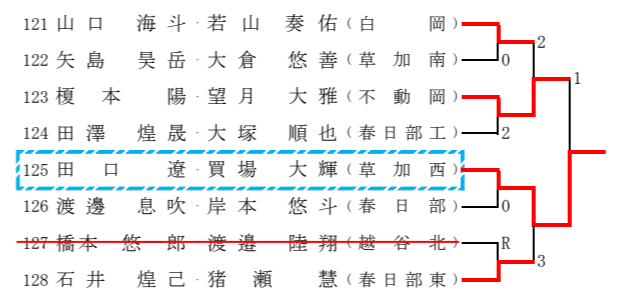 121 山口 海斗・若山 奏佑(白岡)
2
122 矢島 昊岳・大倉 悠善(草加南) 0
1
123 榎本 陽・望月 大雅(不動岡)
124 田澤 煌晟・大塚 順也(春日部工) 2
125 田口 遼・買場 大輝(草加西)
126 渡邊 息吹・岸本 悠斗(春日部) 0
127 橋本 悠郎 渡邉 陸翔(越谷北) R
3
128 石井 煌己・猪瀬 慧(春日部東)